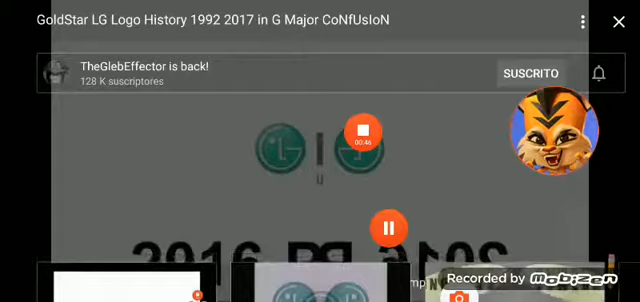 GoldStar LG Logo History 1992 2017 in G Major CoNfUsIoN
TheGlebEffector is back!
128 K suscriptores
SUSCRITO
00:46
Recorded by MOBIZEN